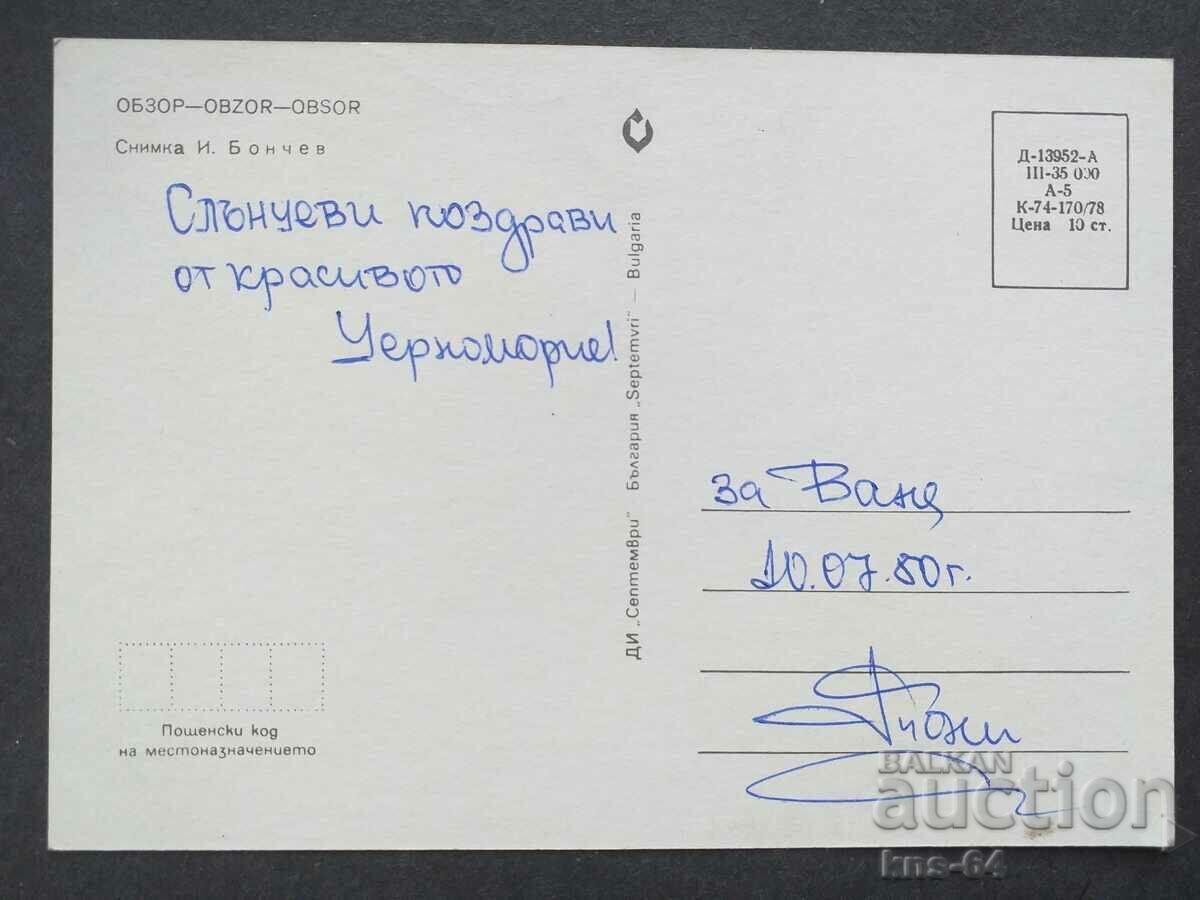 ОБЗОР—OBZOR—OBSOR
Снимка И. Бончев
Слънчеви поздрави
от красивото
Черноморие!
Пощенски код
на местоназначението
ДИ „Септември" България „Septemvri" — Bulgaria
Д-13952-А
III-35 000
А-5
К-74-170/78
Цена 10 ст.
за Ваня
10.07.80г.
BALKAN
auction
kns-64